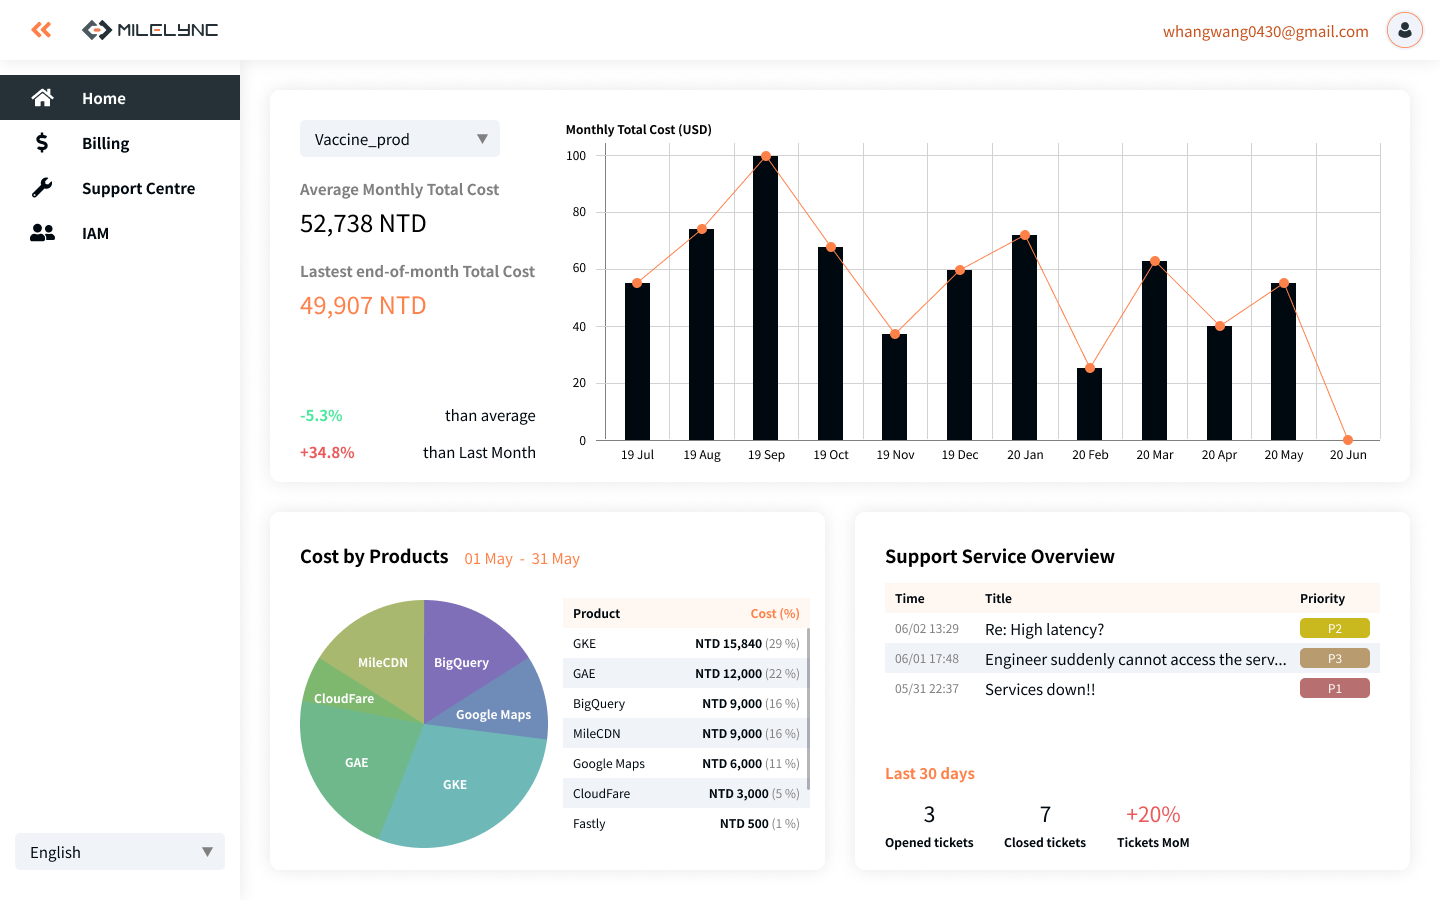 MILELYNC
whangwang0430@gmail.com
Home
Billing
Support Centre
IAM
English
Vaccine_prod
Average Monthly Total Cost
52,738 NTD
Lastest end-of-month Total Cost
49,907 NTD
-5.3% than average
+34.8% than Last Month
Monthly Total Cost (USD)
100
80
60
40
20
0
19 Jul 19 Aug 19 Sep 19 Oct 19 Nov 19 Dec 20 Jan 20 Feb 20 Mar 20 Apr 20 May 20 Jun
Cost by Products 01 May - 31 May
MileCDN
BigQuery
CloudFare
Google Maps
GAE
GKE
Product Cost (%)
GKE NTD 15,840 (29 %)
GAE NTD 12,000 (22 %)
BigQuery NTD 9,000 (16 %)
MileCDN NTD 9,000 (16 %)
Google Maps NTD 6,000 (11 %)
CloudFare NTD 3,000 (5 %)
Fastly NTD 500 (1 %)
Support Service Overview
Time Title Priority
06/02 13:29 Re: High latency? P2
06/01 17:48 Engineer suddenly cannot access the serv... P3
05/31 22:37 Services down!! P1
Last 30 days
3 7 +20%
Opened tickets Closed tickets Tickets MoM